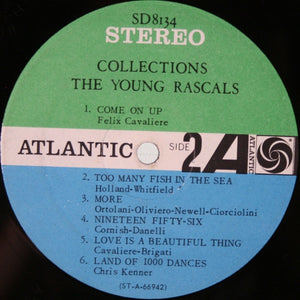 SD8134
STEREO
COLLECTIONS
THE YOUNG RASCALS
1. COME ON UP
Felix Cavaliere
ATLANTIC SIDE 2 A ATLANTIC
2. TOO MANY FISH IN THE SEA
Holland-Whitfield
3. MORE
Ortolani-Oliviero-Newell-Ciorciolini
4. NINETEEN FIFTY-SIX
Cornish-Danelli
5. LOVE IS A BEAUTIFUL THING
Cavaliere-Brigati
6. LAND OF 1000 DANCES
Chris Kenner
(ST-A-66942)